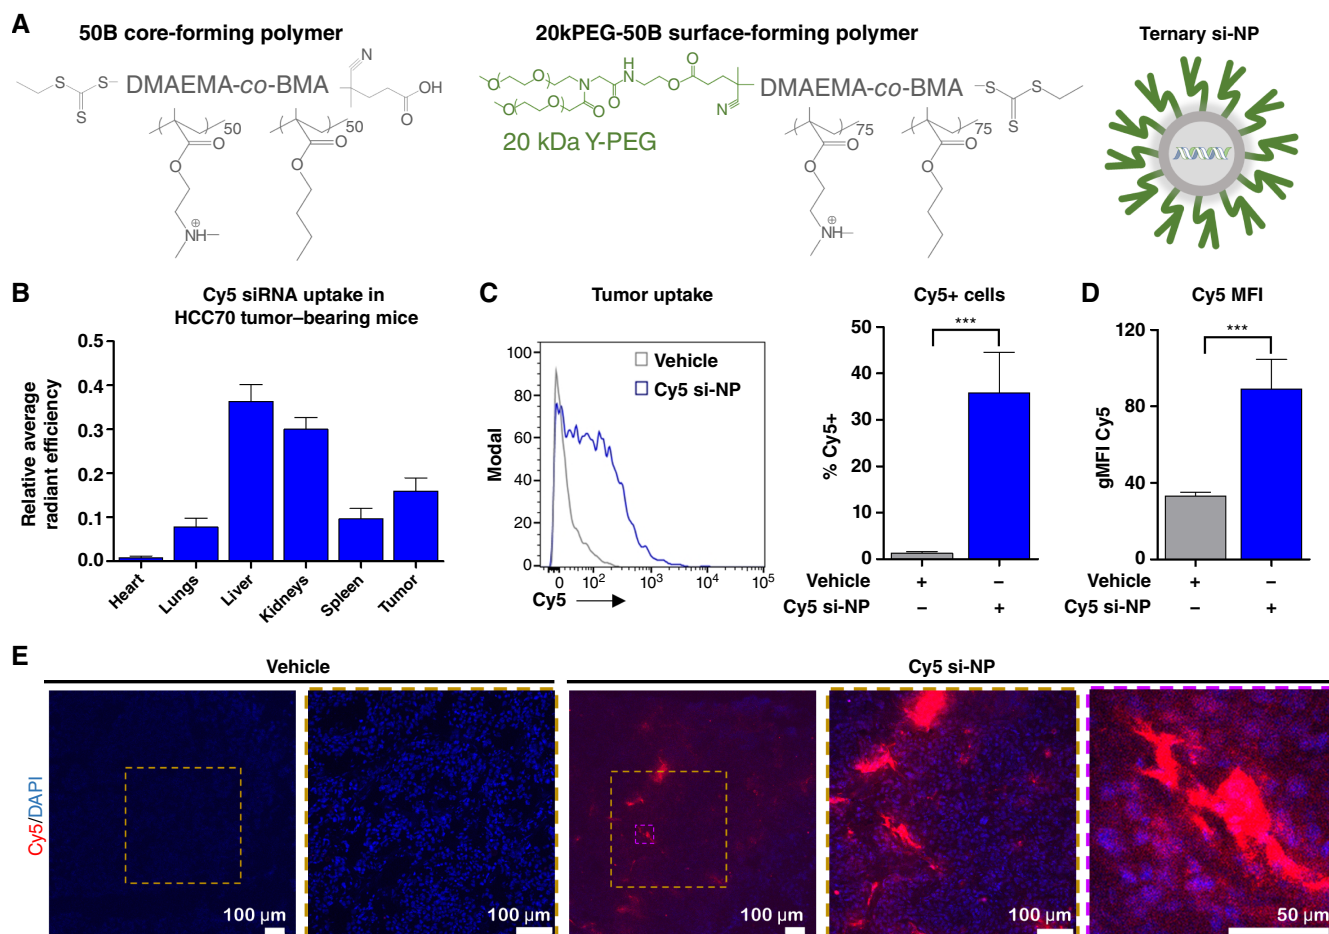 A
50B core-forming polymer
20kPEG-50B surface-forming polymer
Ternary si-NP
S
S
S
DMAEMA-co-BMA
N
O
OH
50
50
O
O
O
O
⊕
NH
O
O
N
H
N
O
O
O
O
O
O
N
20 kDa Y-PEG
DMAEMA-co-BMA
S
S
S
75
75
O
O
O
O
⊕
NH
B
Cy5 siRNA uptake in
HCC70 tumor–bearing mice
Relative average
radiant efficiency
0.5
0.4
0.3
0.2
0.1
0.0
Heart
Lungs
Liver
Kidneys
Spleen
Tumor
C
Tumor uptake
Modal
100
80
60
40
20
0
0
10²
10³
10⁴
10⁵
Cy5
Vehicle
Cy5 si-NP
Cy5+ cells
***
% Cy5+
50
40
30
20
10
0
Vehicle + –
Cy5 si-NP – +
D
Cy5 MFI
***
gMFI Cy5
120
80
40
0
Vehicle + –
Cy5 si-NP – +
E
Vehicle
Cy5 si-NP
Cy5/DAPI
100 µm
100 µm
100 µm
100 µm
50 µm